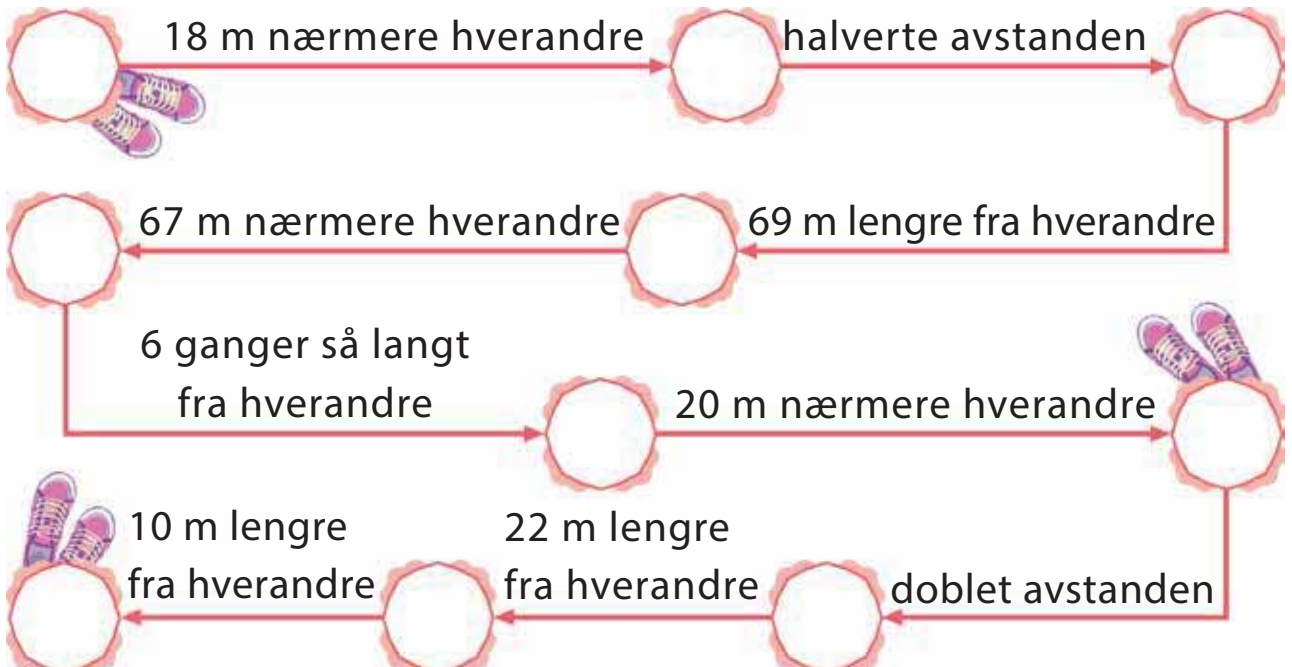 18 m nærmere hverandre
halverte avstanden
69 m lengre fra hverandre
67 m nærmere hverandre
6 ganger så langt
fra hverandre
20 m nærmere hverandre
doblet avstanden
22 m lengre
fra hverandre
10 m lengre
fra hverandre